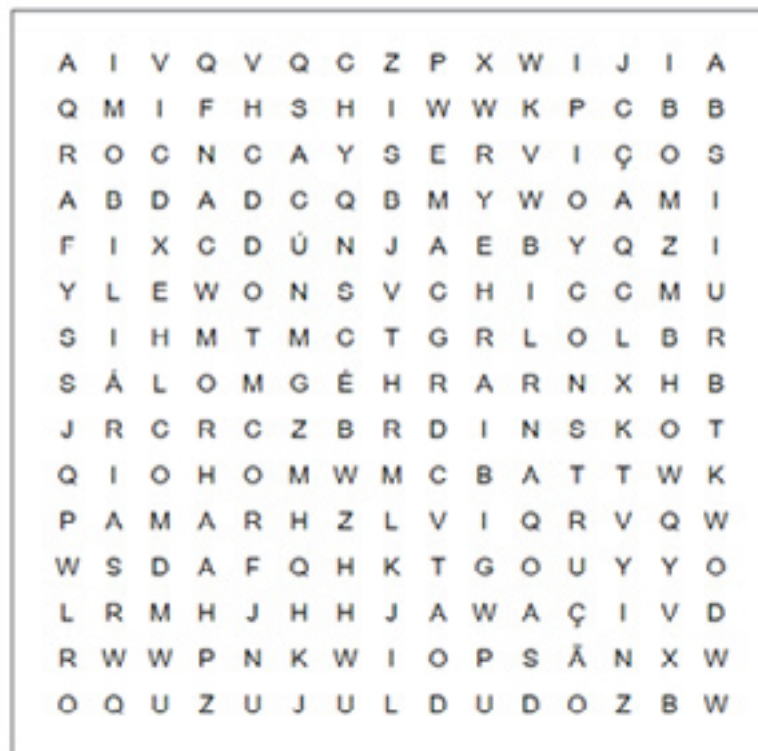 A I V Q V Q C Z P X W I J I A
Q M I F H S H I W W K P C B B
R O C N C A Y S E R V I Ç O S
A B D A D C Q B M Y W O A M I
F I X C D Ú N J A E B Y Q Z I
Y L E W O N S V C H I C C M U
S I H M T M C T G R L O L B R
S Á L O M G É H R A R N X H B
J R C R C Z B R D I N S K O T
Q I O H O M W M C B A T T W K
P A M A R H Z L V I Q R V Q W
W S D A F Q H K T G O U Y Y O
L R M H J H H J A W A Ç I V D
R W W P N K W I O P S Ã N X W
O Q U Z U J U L D U D O Z B W